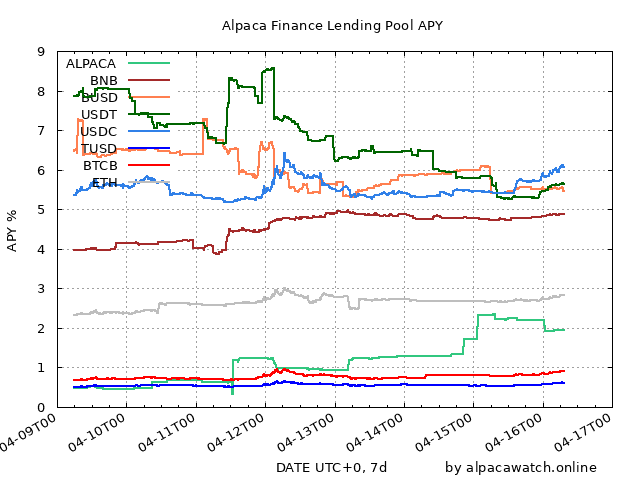 Alpaca Finance Lending Pool APY
APY %
9
8
7
6
5
4
3
2
1
0
ALPACA
BNB
BUSD
USDT
USDC
TUSD
BTCB
ETH
04-09T00
04-10T00
04-11T00
04-12T00
04-13T00
04-14T00
04-15T00
04-16T00
04-17T00
DATE UTC+0, 7d
by alpacawatch.online